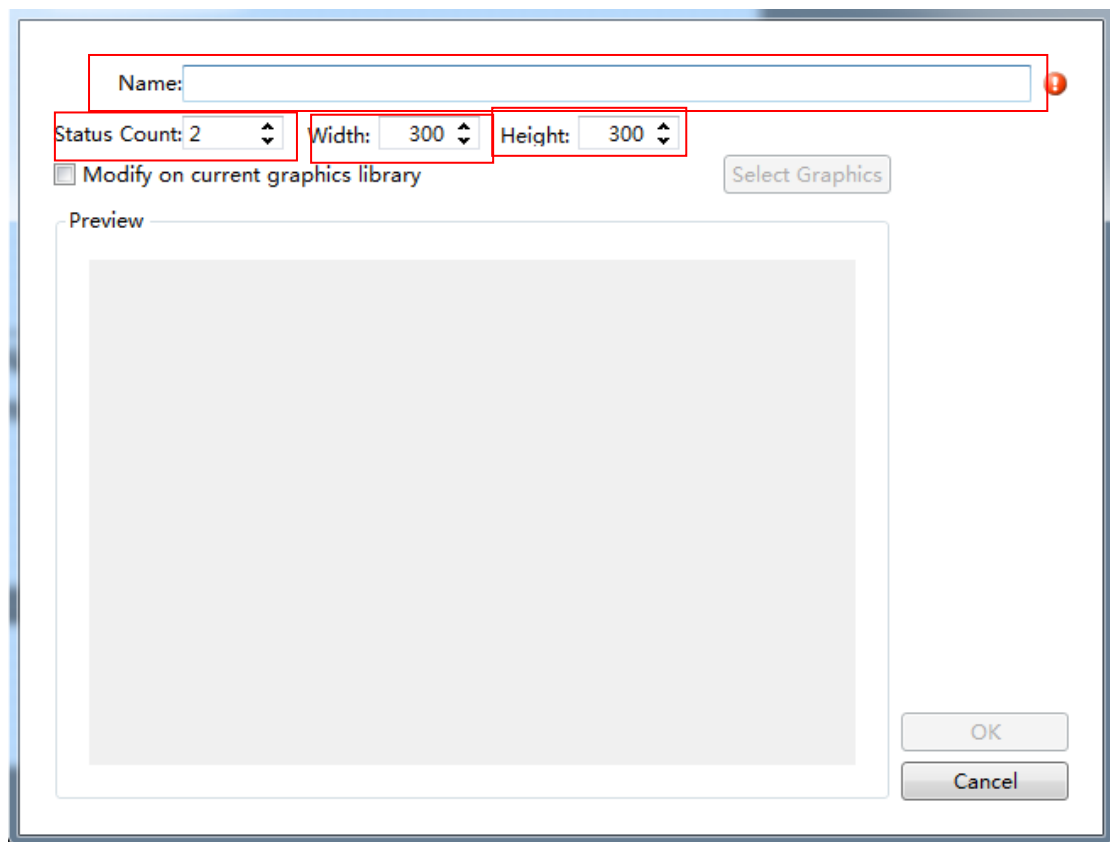 Name:
Status Count: 2 Width: 300 Height: 300
Modify on current graphics library Select Graphics
Preview
OK
Cancel